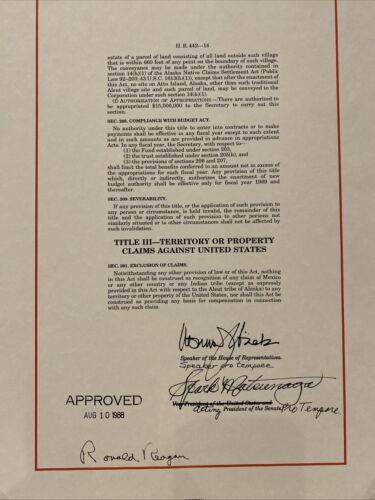 H. R. 442—14
estate of a parcel of land consisting of all land outside such village
that is within 660 feet of any point on the boundary of such village.
The conveyance may be made under the authority contained in
section 14(h)(1) of the Alaska Native Claims Settlement Act (Public
Law 92-203; 43 U.S.C. 1613(h)(1)), except that after the enactment of
this Act, no site on Attu Island, Alaska, other than such traditional
Aleut village site and such parcel of land, may be conveyed to the
Corporation under such section 14(h)(1).
(f) AUTHORIZATION OF APPROPRIATIONS.—There are authorized to
be appropriated $15,000,000 to the Secretary to carry out this
section.
SEC. 208. COMPLIANCE WITH BUDGET ACT.
No authority under this title to enter into contracts or to make
payments shall be effective in any fiscal year except to such extent
and in such amounts as are provided in advance in appropriations
Acts. In any fiscal year, the Secretary, with respect to—
(1) the Fund established under section 203,
(2) the trust established under section 205(b), and
(3) the provisions of sections 206 and 207,
shall limit the total benefits conferred to an amount not in excess of
the appropriations for such fiscal year. Any provision of this title
which, directly or indirectly, authorizes the enactment of new
budget authority shall be effective only for fiscal year 1989 and
thereafter.
SEC. 209. SEVERABILITY.
If any provision of this title, or the application of such provision to
any person or circumstance, is held invalid, the remainder of this
title and the application of such provision to other persons not
similarly situated or to other circumstances shall not be affected by
such invalidation.
TITLE III—TERRITORY OR PROPERTY
CLAIMS AGAINST UNITED STATES
SEC. 301. EXCLUSION OF CLAIMS.
Notwithstanding any other provision of law or of this Act, nothing
in this Act shall be construed as recognition of any claim of Mexico
or any other country or any Indian tribe (except as expressly
provided in this Act with respect to the Aleut tribe of Alaska) to any
territory or other property of the United States, nor shall this Act be
construed as providing any basis for compensation in connection
with any such claim.
Speaker of the House of Representatives.
Speaker pro tempore
Spark Matsunaga
Vice President of the United States and
Acting President of the Senate Pro Tempore
APPROVED
AUG 10 1988
Ronald Reagan